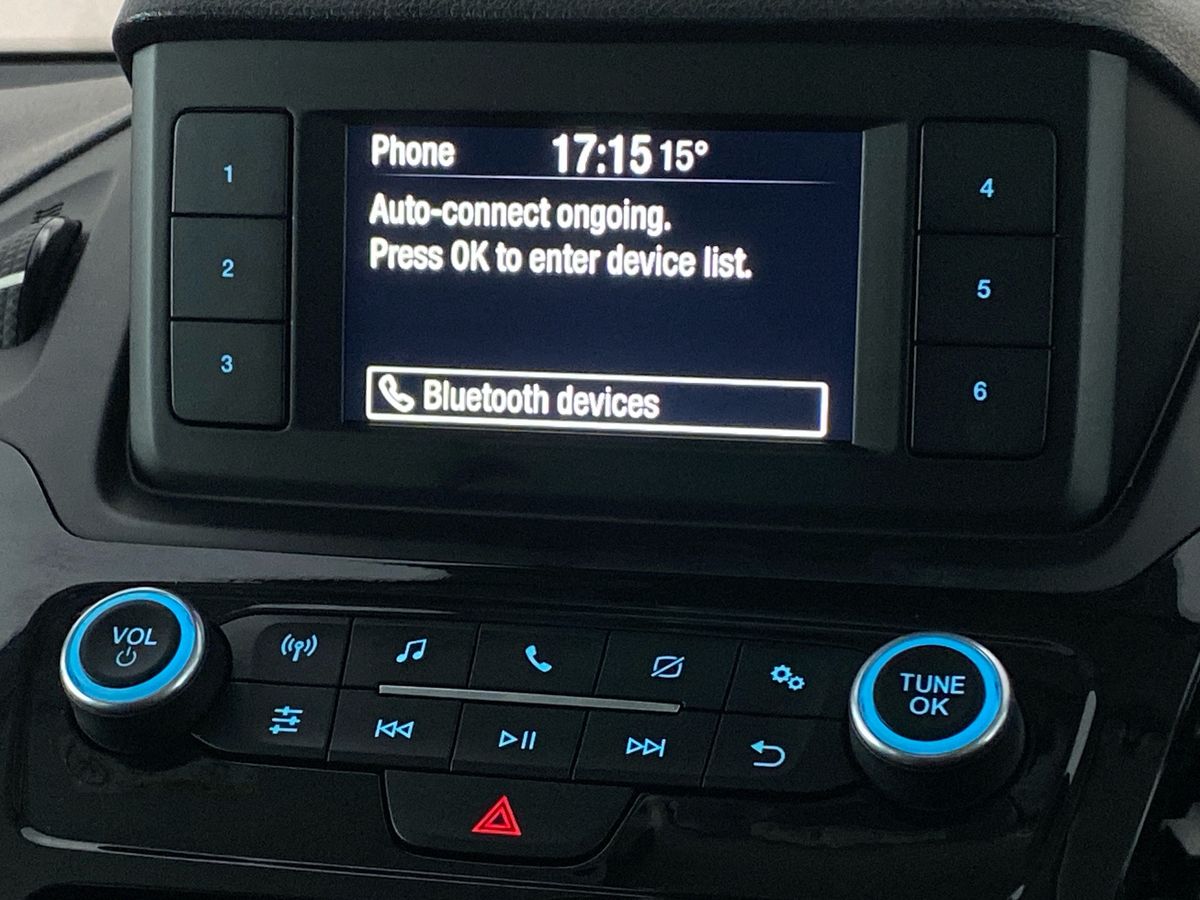 Phone 17:15 15°
Auto-connect ongoing.
Press OK to enter device list.
Bluetooth devices
1
2
3
4
5
6
VOL
TUNE
OK